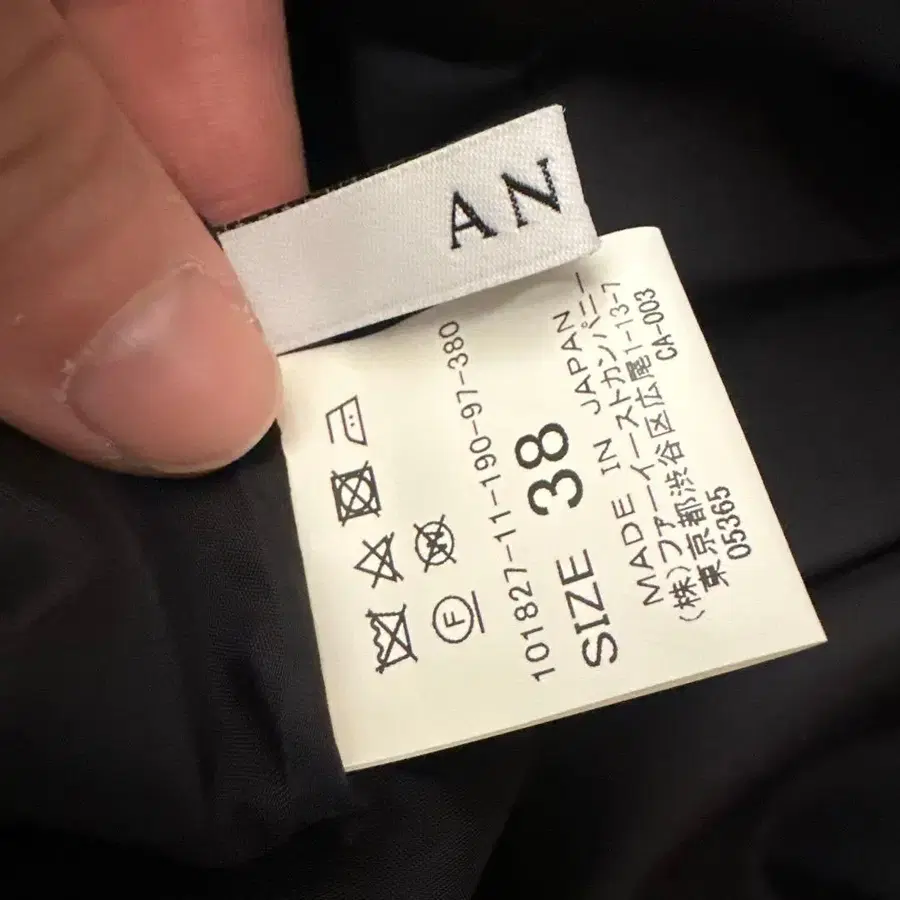 AN
101827-11-190-97-380
SIZE 38
MADE IN JAPAN
(株)ファーイーストカンパニー
東京都渋谷区広尾1-13-7
05365 CA-003
F